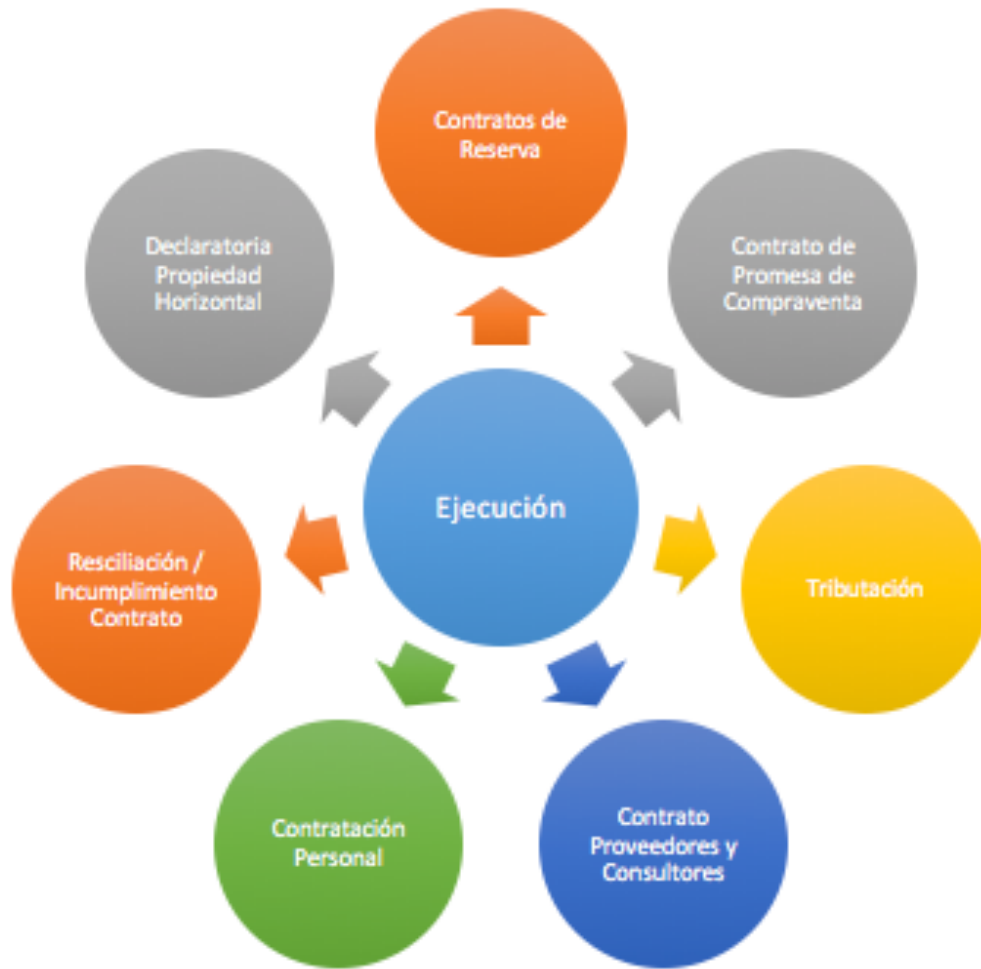 Contratos de
Reserva
Contrato de
Promesa de
Compraventa
Tributación
Contrato
Proveedores y
Consultores
Contratación
Personal
Resciliación /
Incumplimiento
Contrato
Declaratoria
Propiedad
Horizontal
Ejecución